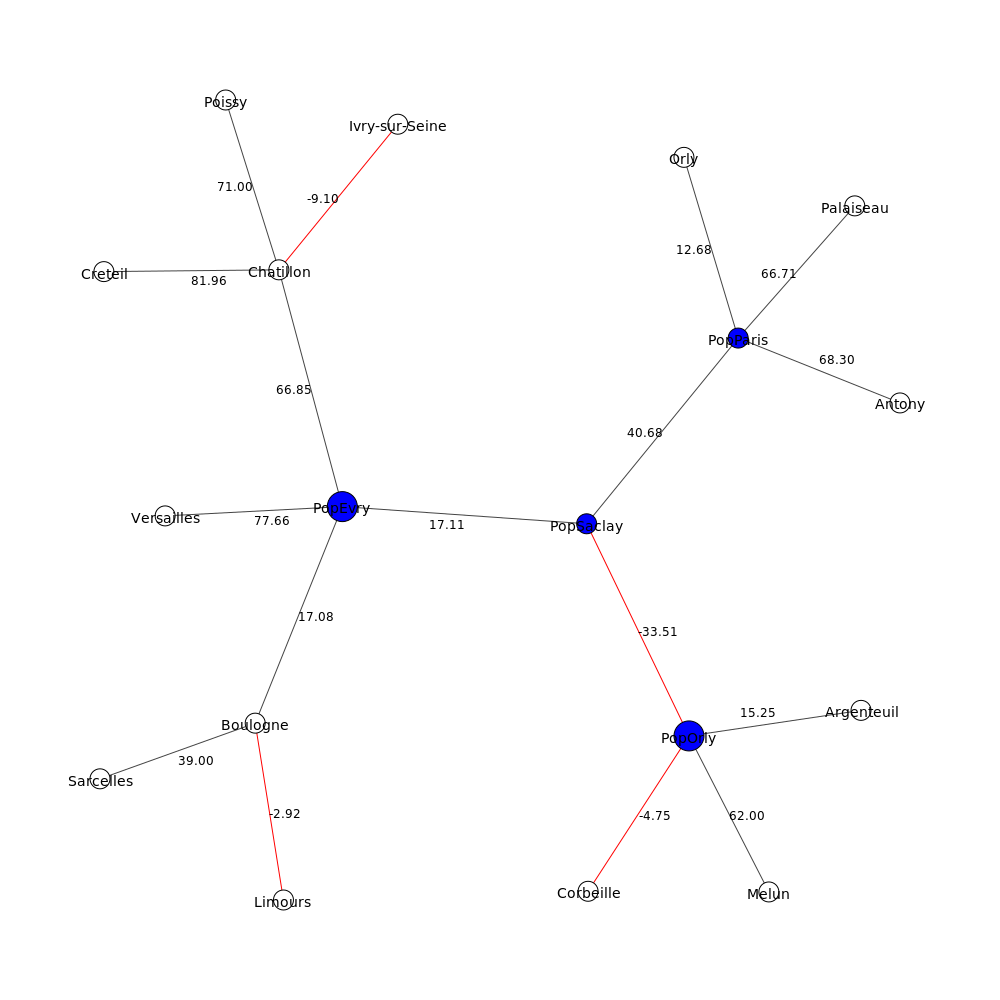 Poissy
Ivry-sur-Seine
Orly
71.00
-9.10
Palaiseau
12.68
Creteil
Chatillon
81.96
66.71
PopParis
68.30
66.85
Antony
40.68
Versailles
PopEvry
77.66
17.11
PopSaclay
17.08
-33.51
Boulogne
15.25
Argenteuil
PopOrly
39.00
Sarcelles
-2.92
-4.75
62.00
Limours
Corbeille
Melun